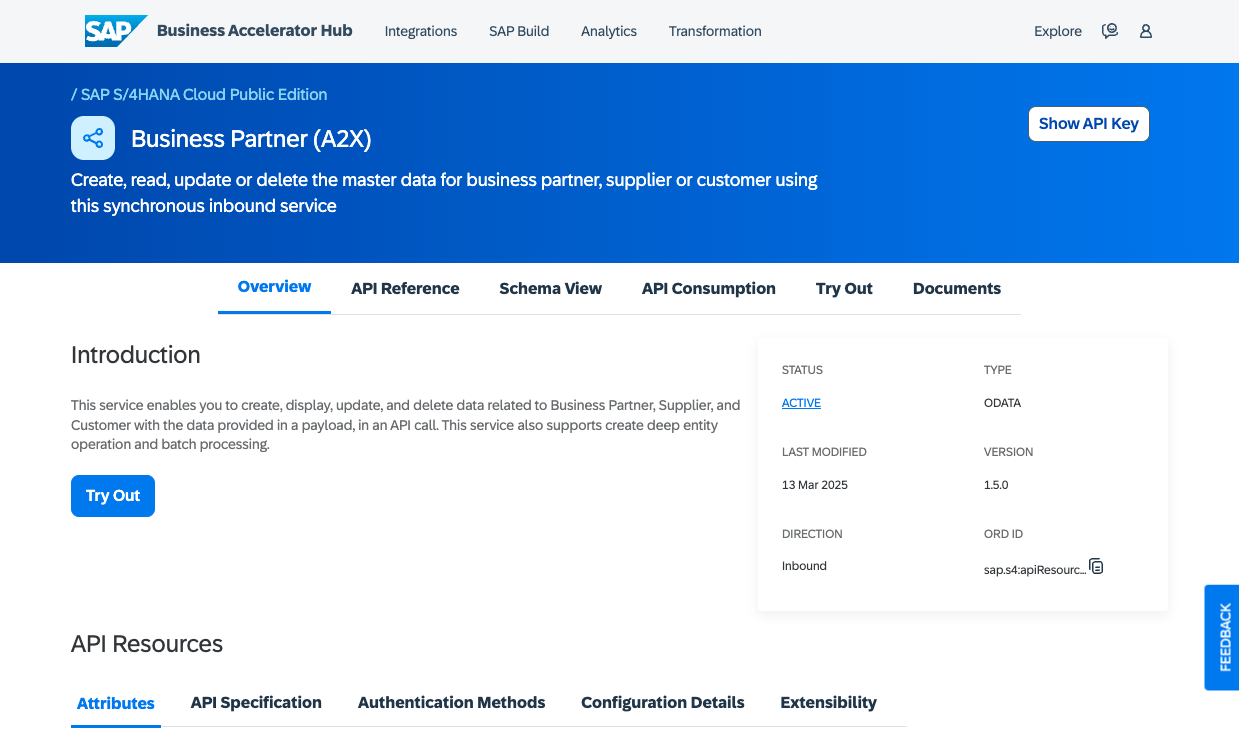 SAP Business Accelerator Hub Integrations SAP Build Analytics Transformation Explore
/ SAP S/4HANA Cloud Public Edition
Business Partner (A2X)
Show API Key
Create, read, update or delete the master data for business partner, supplier or customer using
this synchronous inbound service
Overview API Reference Schema View API Consumption Try Out Documents
Introduction
This service enables you to create, display, update, and delete data related to Business Partner, Supplier, and
Customer with the data provided in a payload, in an API call. This service also supports create deep entity
operation and batch processing.
Try Out
STATUS TYPE
ACTIVE ODATA
LAST MODIFIED VERSION
13 Mar 2025 1.5.0
DIRECTION ORD ID
Inbound sap.s4:apiResourc...
FEEDBACK
API Resources
Attributes API Specification Authentication Methods Configuration Details Extensibility